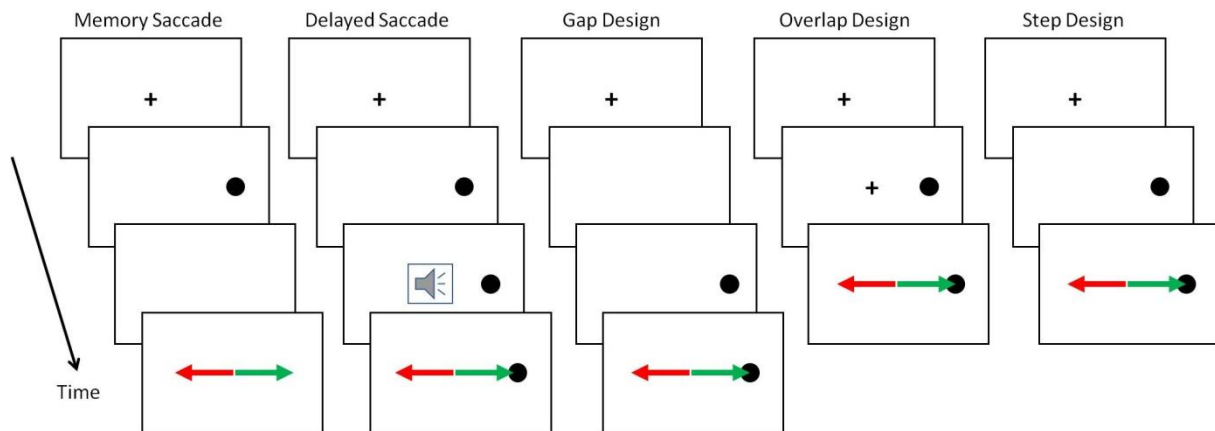 Memory Saccade
Delayed Saccade
Gap Design
Overlap Design
Step Design
Time